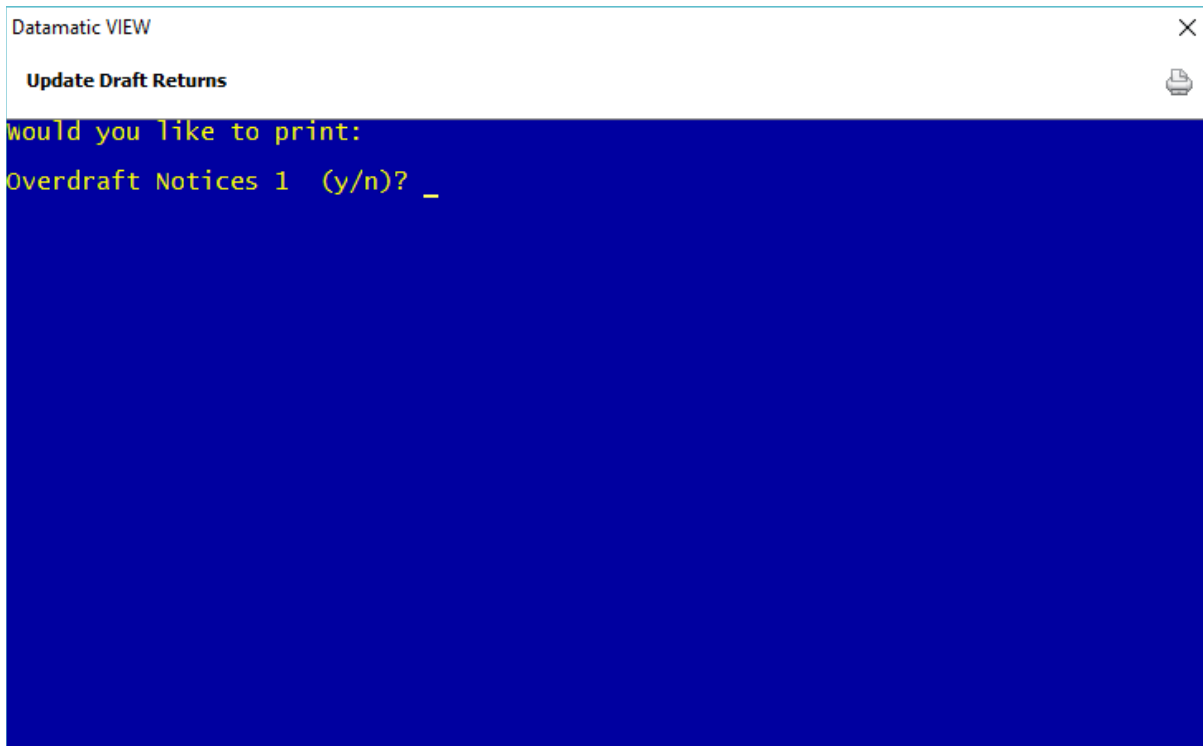 Datamatic VIEW
Update Draft Returns
Would you like to print:
Overdraft Notices 1  (y/n)? _